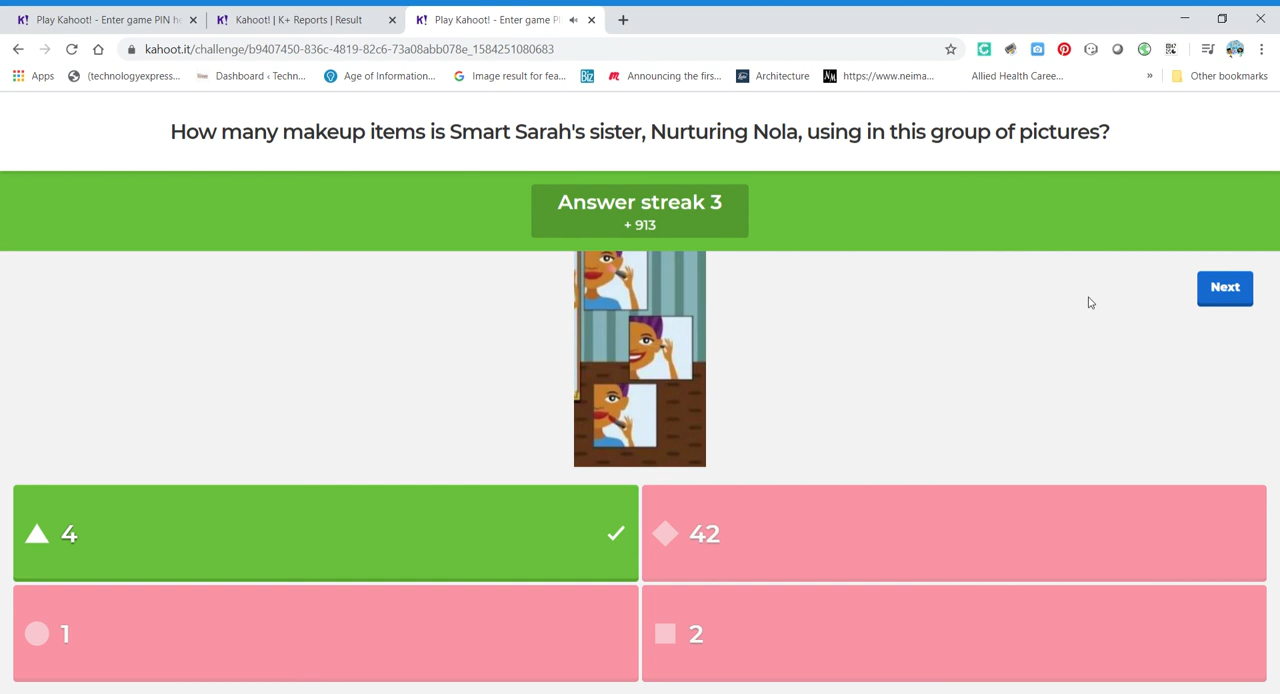 Play Kahoot! - Enter game PIN h
Kahoot! | K+ Reports | Result
Play Kahoot! - Enter game P
kahoot.it/challenge/b9407450-836c-4819-82c6-73a08abb078e_1584251080683
Apps
(technologyexpress...
Dashboard ‹ Techn...
Age of Information...
Image result for fea...
Biz
Announcing the firs...
Architecture
NM
https://www.neima...
Allied Health Caree...
»
Other bookmarks
How many makeup items is Smart Sarah's sister, Nurturing Nola, using in this group of pictures?
Answer streak 3
+ 913
Next
4
42
1
2